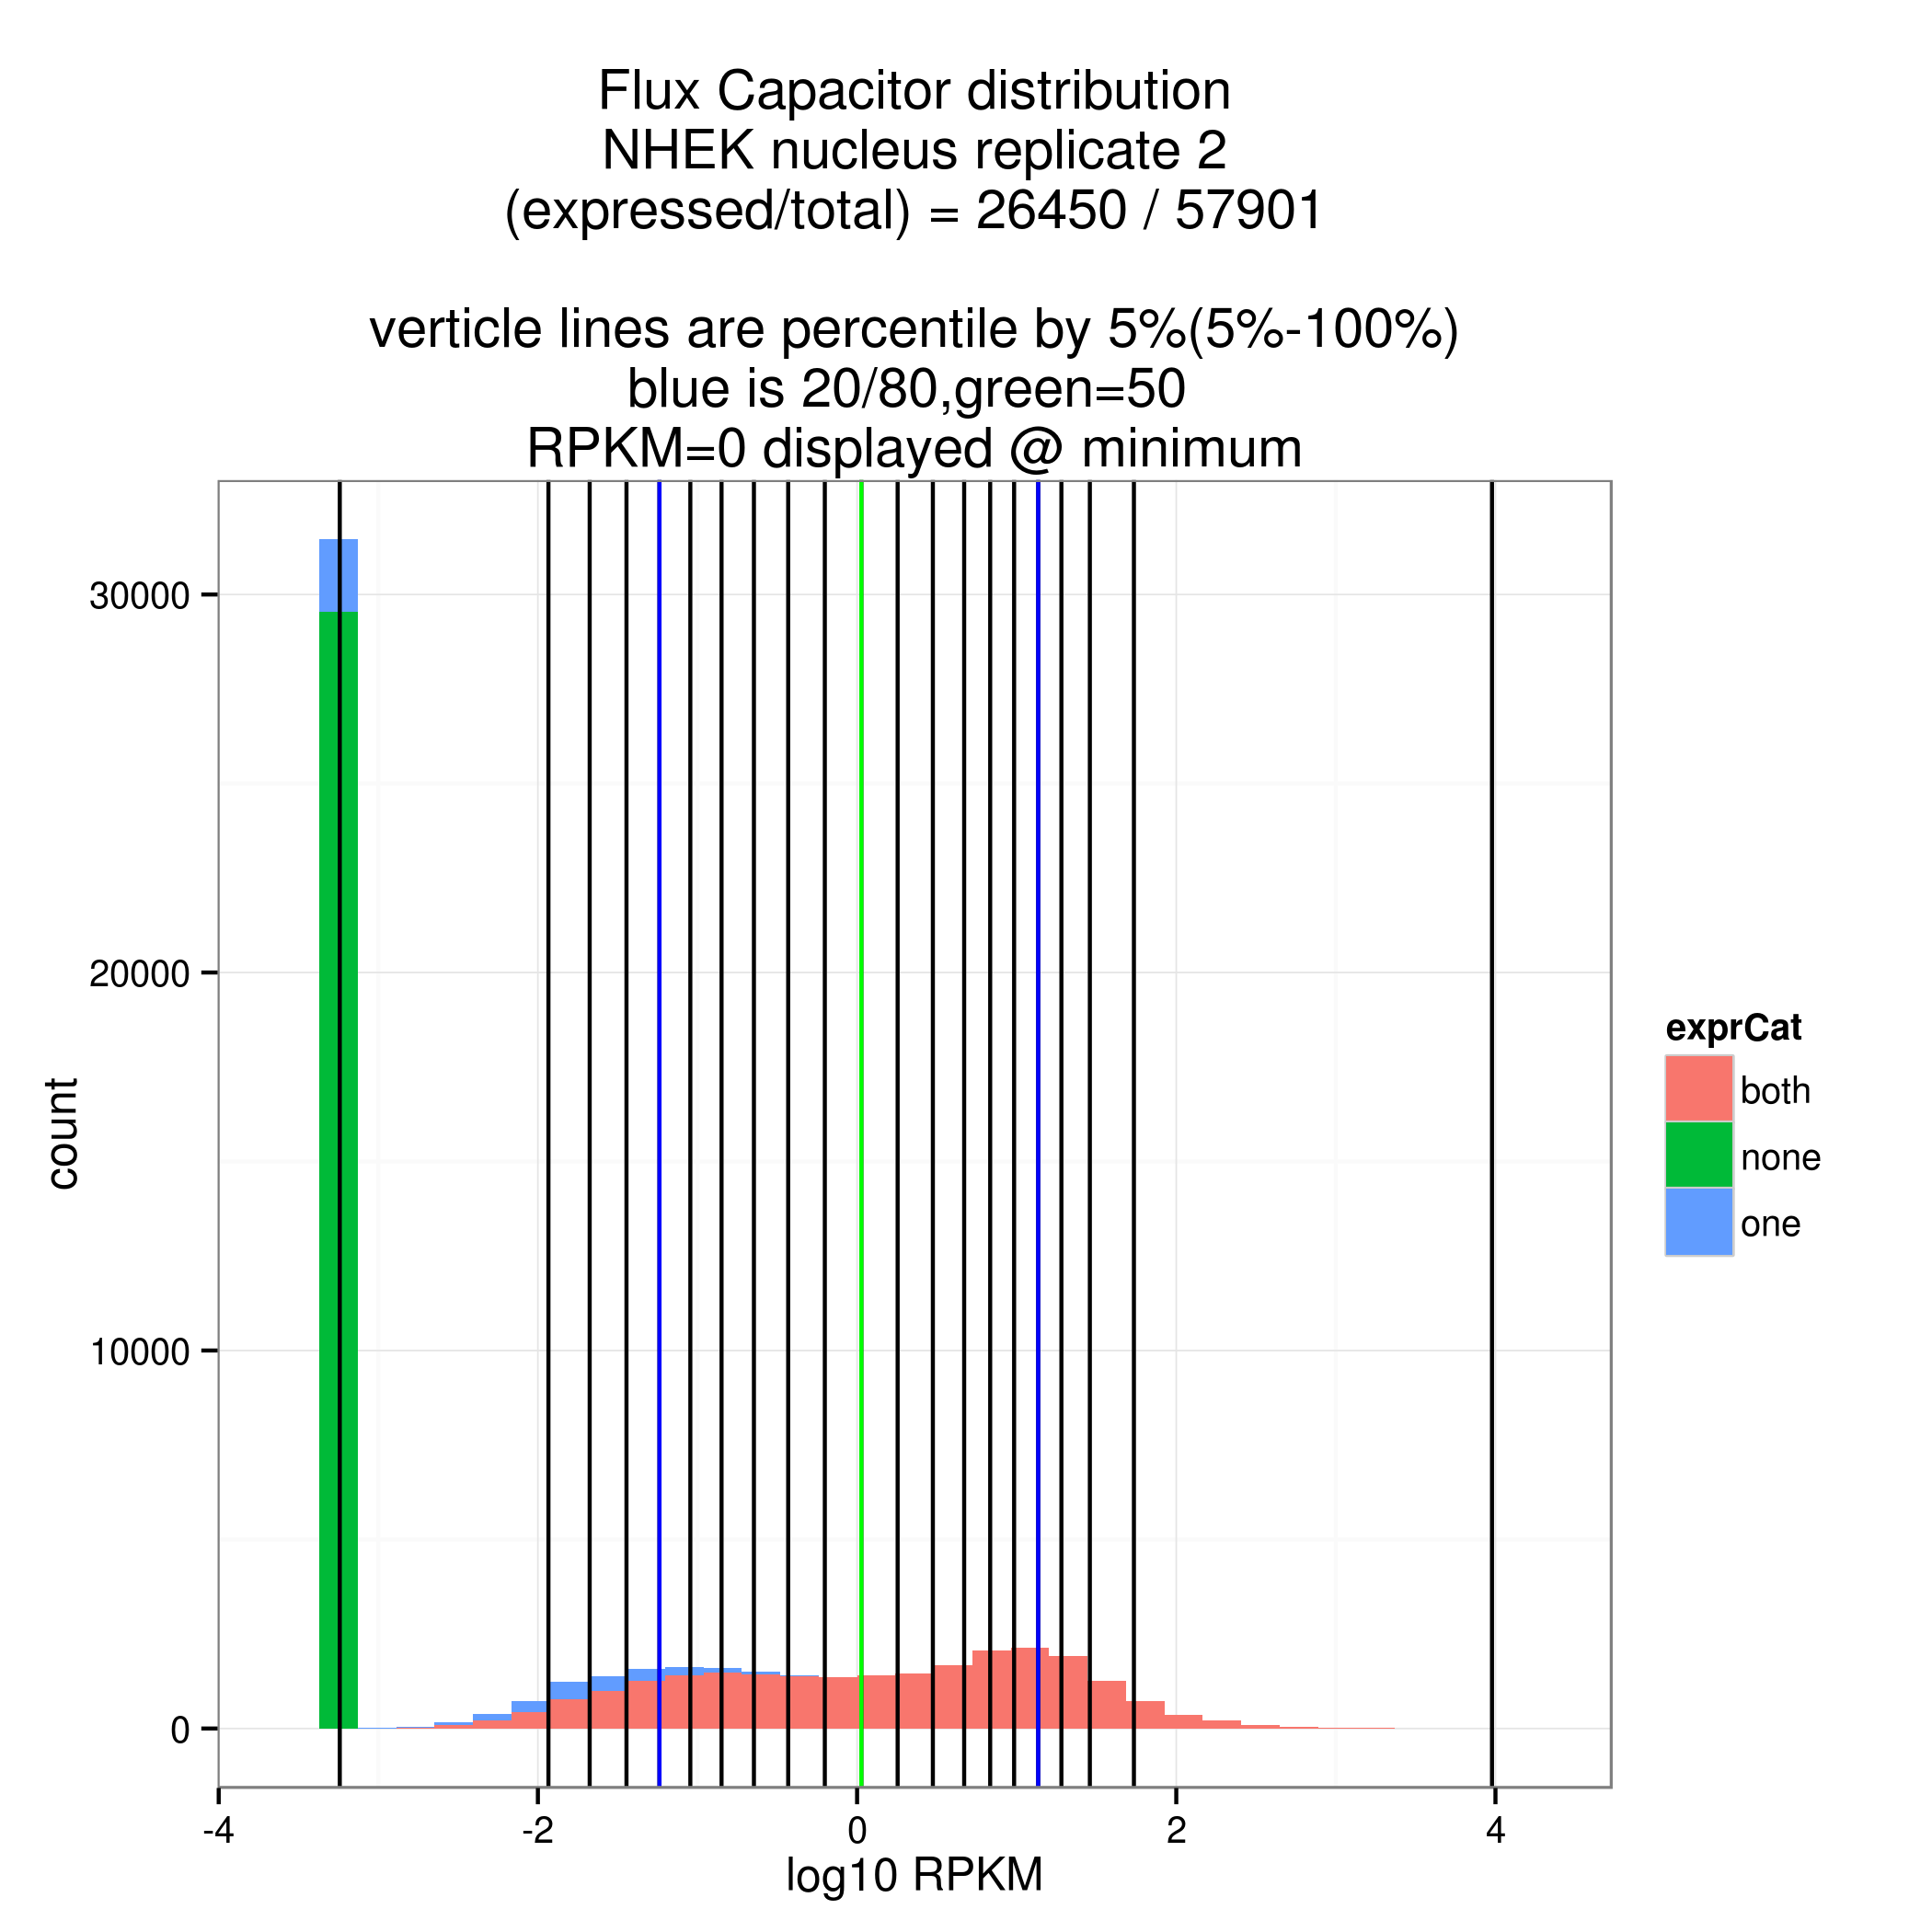 Flux Capacitor distribution
NHEK nucleus replicate 2
(expressed/total) = 26450 / 57901
verticle lines are percentile by 5%(5%-100%)
blue is 20/80,green=50
RPKM=0 displayed @ minimum
30000
20000
10000
0
count
-4
-2
0
2
4
log10 RPKM
exprCat
both
none
one